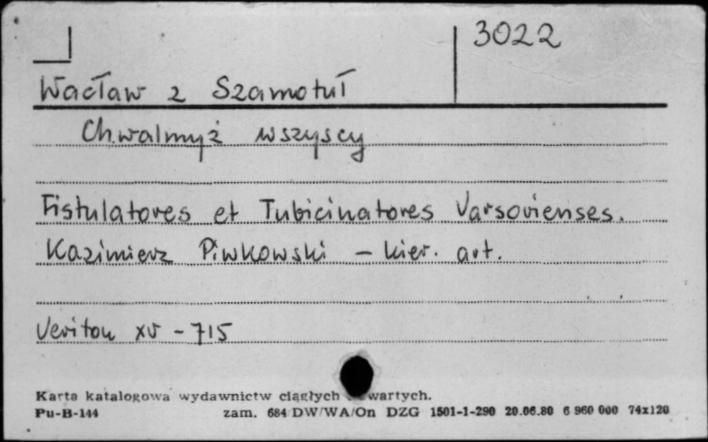 3022
Wacław z Szamotuł
Chwalmyż wszyscy
Fistulatores et Tubicinatores Varsovienses.
Kazimierz Piwkowski – kier. art.
Veriton xv – 715
Karta katalogowa wydawnictw ciągłych wartych.
Pu-B-144 zam. 684/DW/WA/On DZG 1501-1-290 20.06.80 6 960 000 74x120